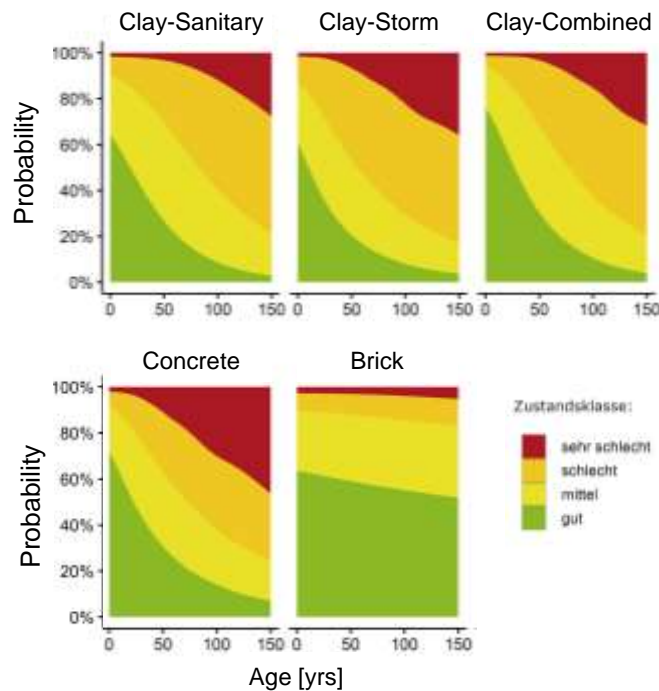 Clay-Sanitary Clay-Storm Clay-Combined
100%
80%
60%
40%
20%
0%
Probability
0 50 100 150 0 50 100 150 0 50 100 150
Concrete Brick
100%
80%
60%
40%
20%
0%
Probability
0 50 100 150 0 50 100 150
Age [yrs]
Zustandsklasse:
sehr schlecht
schlecht
mittel
gut